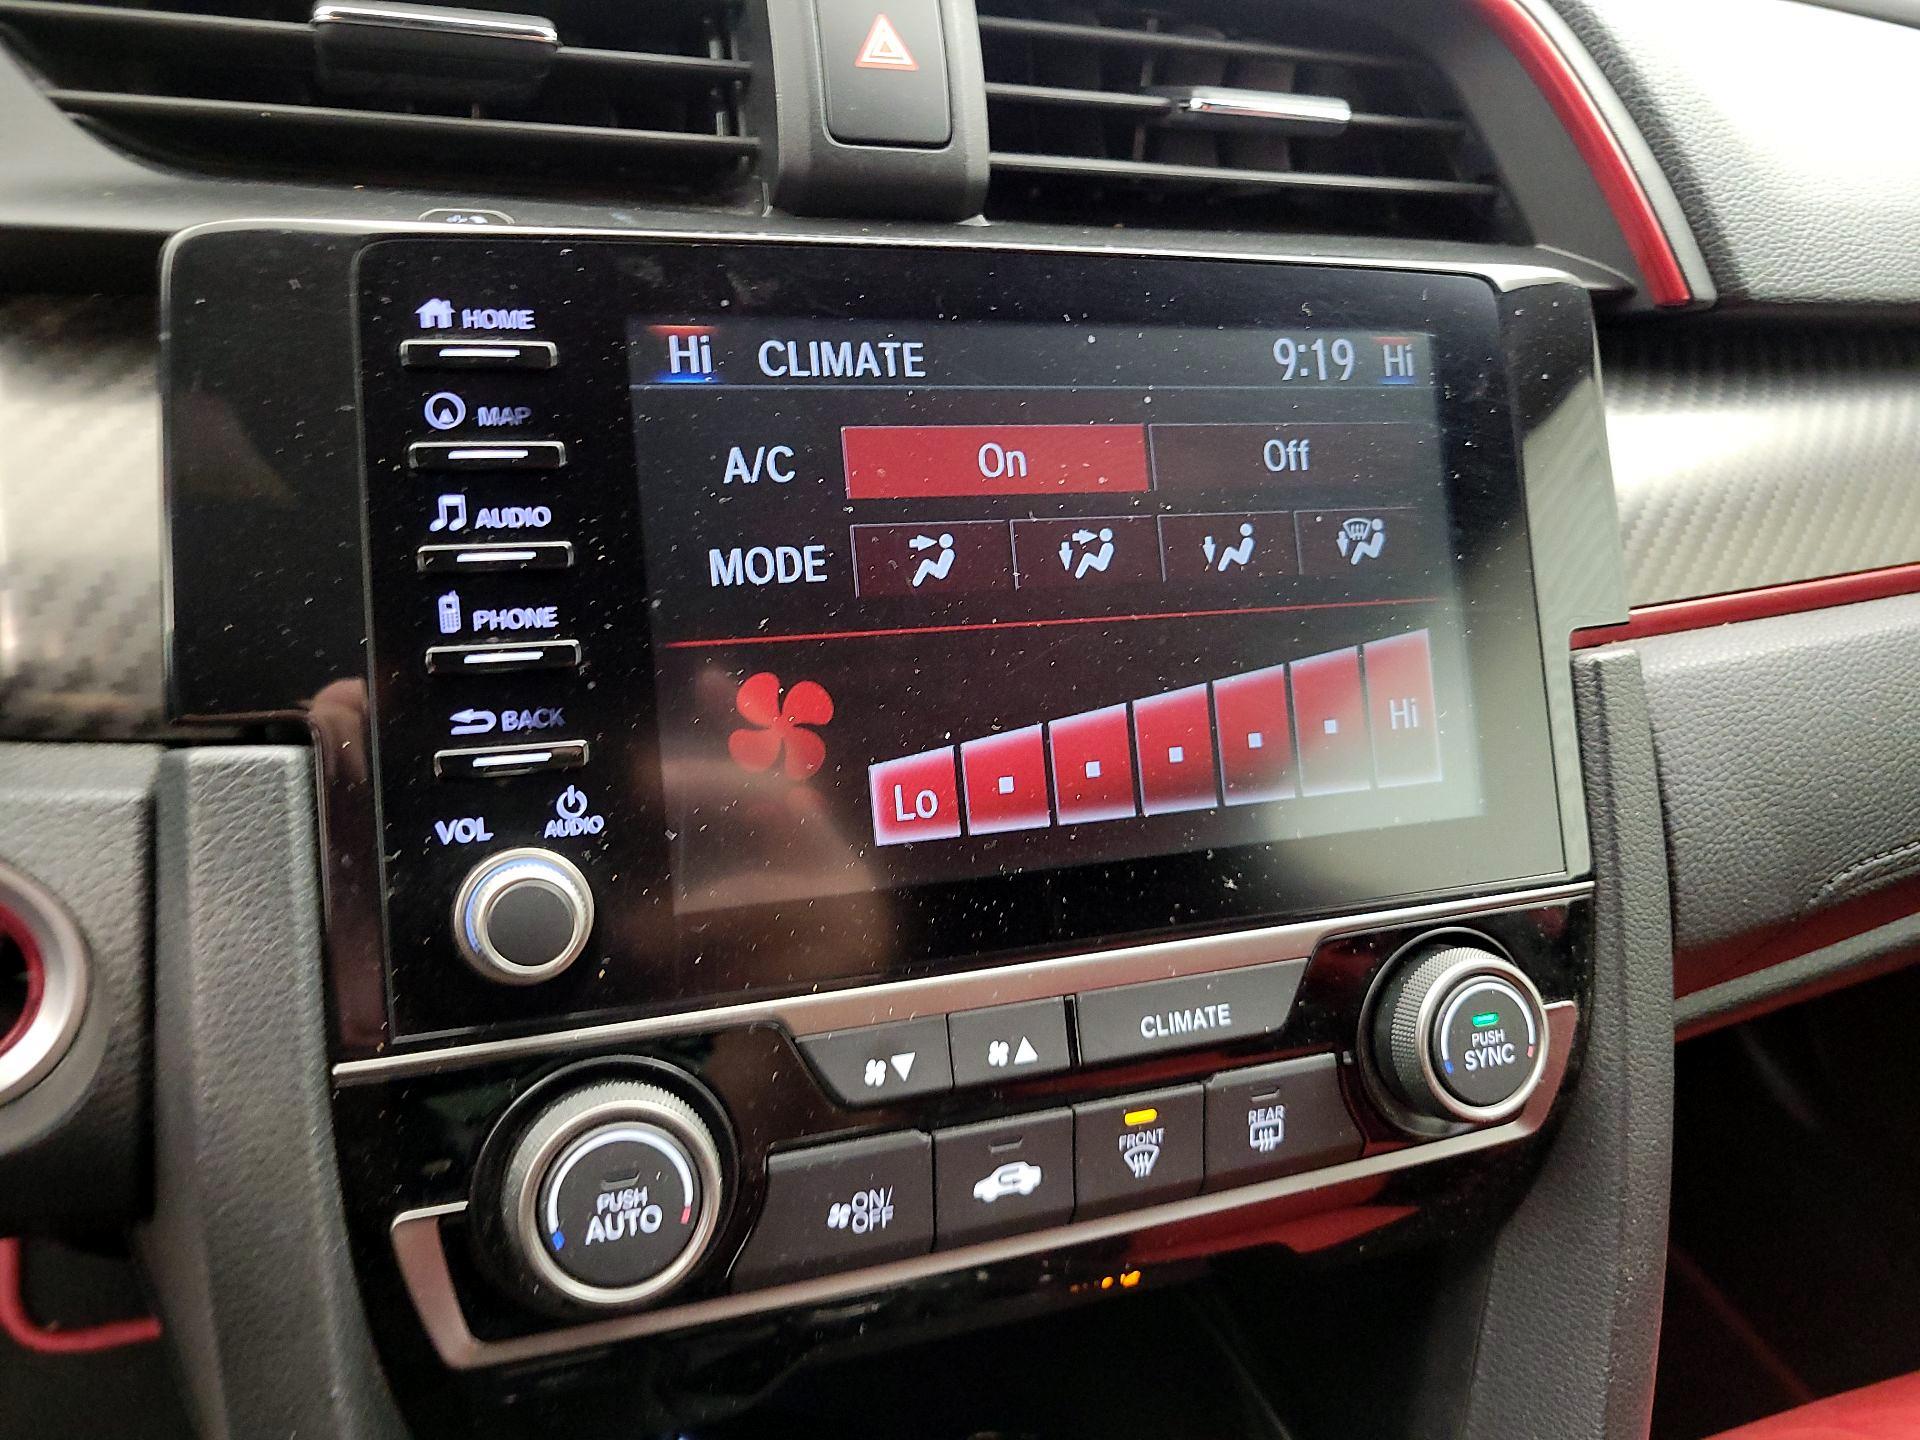 HOME
MAP
AUDIO
PHONE
BACK
VOL AUDIO
Hi CLIMATE 9:19 Hi
A/C On Off
MODE
Lo Hi
CLIMATE
PUSH
SYNC
PUSH
AUTO
ON/
OFF
FRONT
REAR